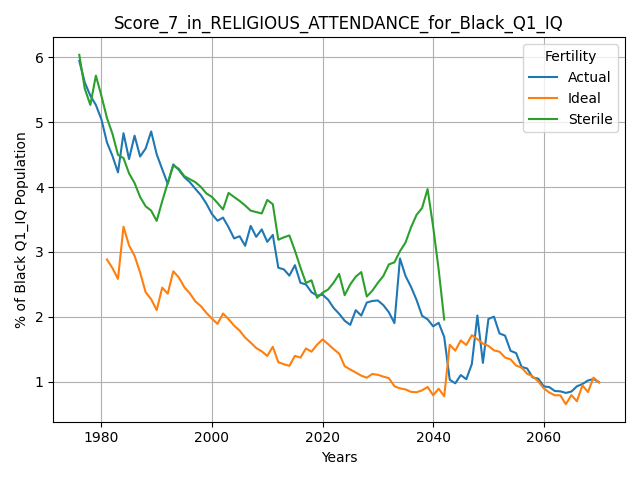 Score_7_in_RELIGIOUS_ATTENDANCE_for_Black_Q1_IQ
% of Black Q1_IQ Population
6
5
4
3
2
1
Fertility
Actual
Ideal
Sterile
1980 2000 2020 2040 2060
Years